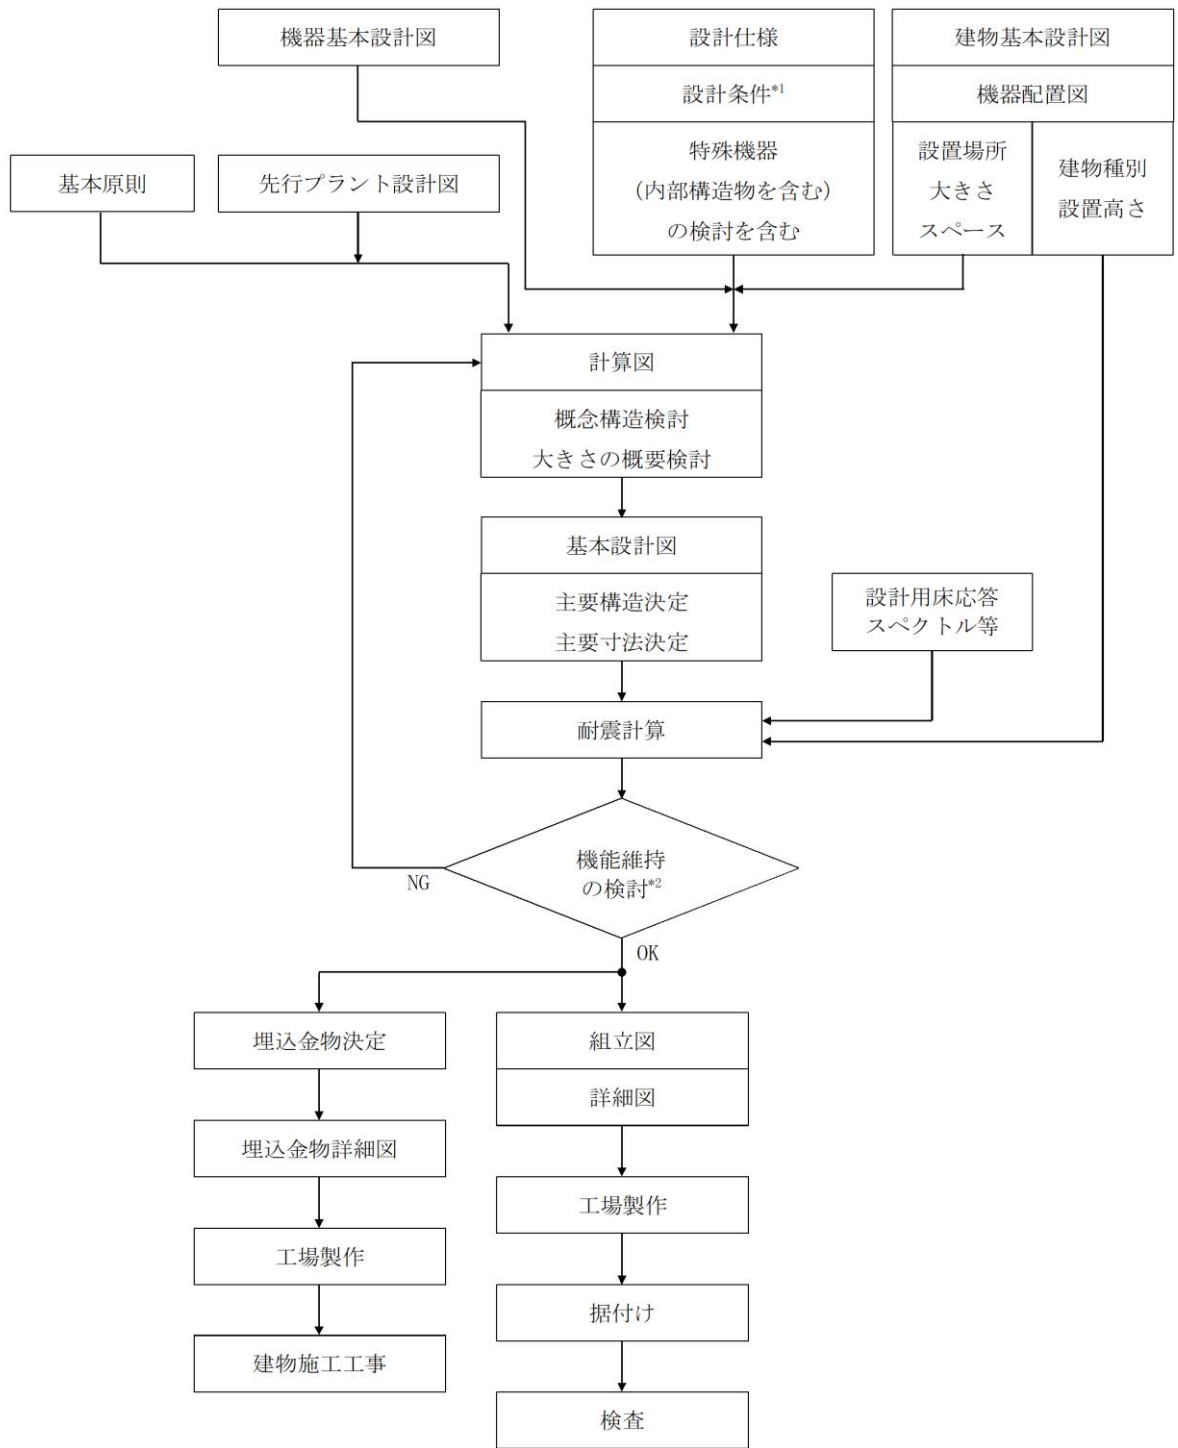 機器基本設計図
設計仕様
建物基本設計図
設計条件*1
機器配置図
基本原則
先行プラント設計図
特殊機器
（内部構造物を含む）
の検討を含む
設置場所
大きさ
スペース
建物種別
設置高さ
計算図
概念構造検討
大きさの概要検討
基本設計図
主要構造決定
主要寸法決定
設計用床応答
スペクトル等
耐震計算
機能維持
の検討*2
NG
OK
埋込金物決定
組立図
詳細図
埋込金物詳細図
工場製作
工場製作
据付け
建物施工工事
検査